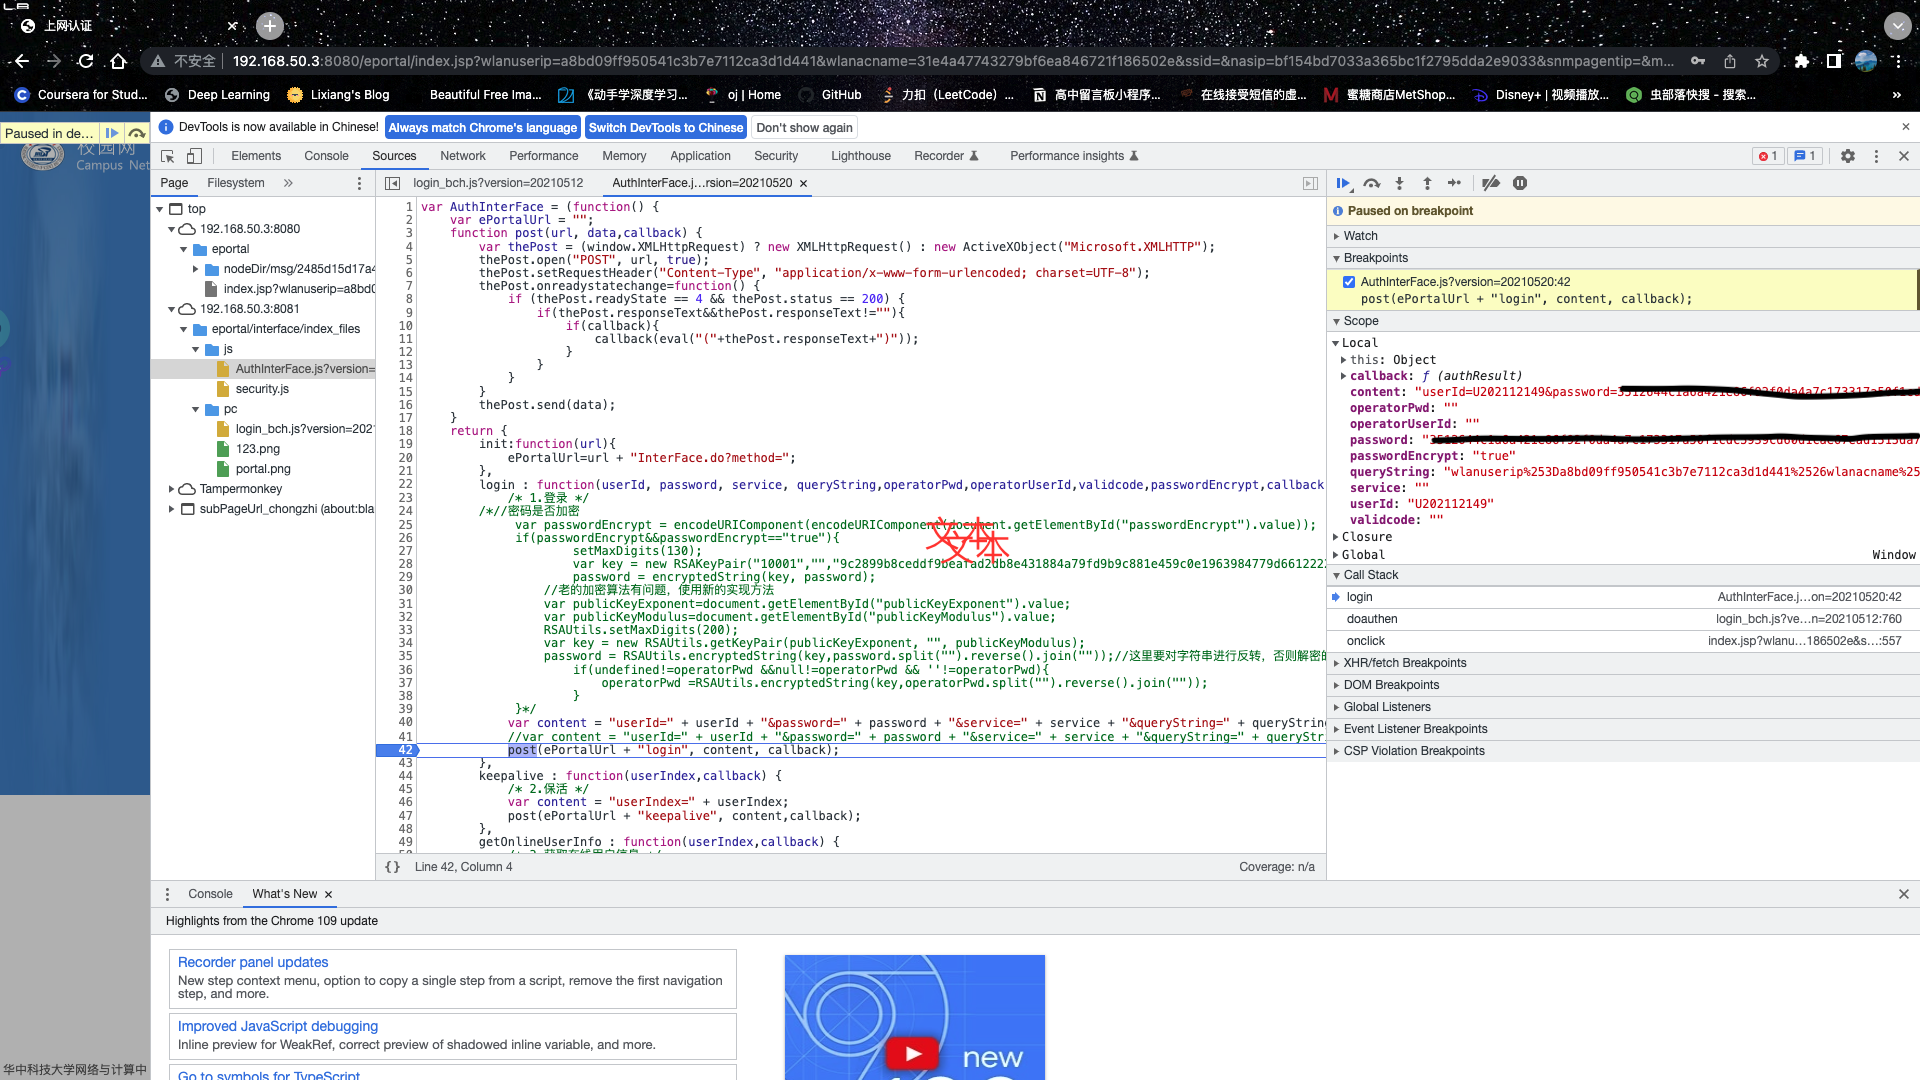 上网认证
不安全 192.168.50.3:8080/eportal/index.jsp?wlanuserip=a8bd09ff950541c3b7e7112ca3d1d441&wlanacname=31e4a47743279bf6ea846721f186502e&ssid=&nasip=bf154bd7033a365bc1f2795dda2e9033&snmpagentip=&m...
Coursera for Stud... Deep Learning Lixiang's Blog Beautiful Free Ima... 《动手学深度学习... oj | Home GitHub 力扣（LeetCode）... 高中留言板小程序... 在线接受短信的虚... 蜜糖商店MetShop... Disney+ | 视频播放... 虫部落快搜 - 搜索... »
Paused in de...
校园网
Campus Net
DevTools is now available in Chinese! Always match Chrome's language Switch DevTools to Chinese Don't show again
Elements Console Sources Network Performance Memory Application Security Lighthouse Recorder Performance insights 1 1
Page Filesystem »
login_bch.js?version=20210512 AuthInterFace.j...rsion=20210520
top
192.168.50.3:8080
eportal
nodeDir/msg/2485d15d17a4
index.jsp?wlanuserip=a8bd0
192.168.50.3:8081
eportal/interface/index_files
js
AuthInterFace.js?version=
security.js
pc
login_bch.js?version=202
123.png
portal.png
Tampermonkey
subPageUrl_chongzhi (about:bla
1 var AuthInterFace = (function() {
2 var ePortalUrl = "";
3 function post(url, data,callback) {
4 var thePost = (window.XMLHttpRequest) ? new XMLHttpRequest() : new ActiveXObject("Microsoft.XMLHTTP");
5 thePost.open("POST", url, true);
6 thePost.setRequestHeader("Content-Type", "application/x-www-form-urlencoded; charset=UTF-8");
7 thePost.onreadystatechange=function() {
8 if (thePost.readyState == 4 && thePost.status == 200) {
9 if(thePost.responseText&&thePost.responseText!=""){
10 if(callback){
11 callback(eval("("+thePost.responseText+")"));
12 }
13 }
14 }
15 }
16 thePost.send(data);
17 }
18 return {
19 init:function(url){
20 ePortalUrl=url + "InterFace.do?method=";
21 },
22 login : function(userId, password, service, queryString,operatorPwd,operatorUserId,validcode,passwordEncrypt,callback
23 /* 1.登录 */
24 /*//密码是否加密
25 var passwordEncrypt = encodeURIComponent(encodeURIComponent(document.getElementById("passwordEncrypt").value));
26 if(passwordEncrypt&&passwordEncrypt=="true"){
27 setMaxDigits(130);
28 var key = new RSAKeyPair("10001","","9c2899b8ceddf9beafad2db8e431884a79fd9b9c881e459c0e1963984779d6612222
29 password = encryptedString(key, password);
30 //老的加密算法有问题，使用新的实现方法
31 var publicKeyExponent=document.getElementById("publicKeyExponent").value;
32 var publicKeyModulus=document.getElementById("publicKeyModulus").value;
33 RSAUtils.setMaxDigits(200);
34 var key = new RSAUtils.getKeyPair(publicKeyExponent, "", publicKeyModulus);
35 password = RSAUtils.encryptedString(key,password.split("").reverse().join(""));//这里要对字符串进行反转，否则解密的
36 if(undefined!=operatorPwd &&null!=operatorPwd && ''!=operatorPwd){
37 operatorPwd =RSAUtils.encryptedString(key,operatorPwd.split("").reverse().join(""));
38 }
39 }*/
40 var content = "userId=" + userId + "&password=" + password + "&service=" + service + "&queryString=" + queryString
41 //var content = "userId=" + userId + "&password=" + password + "&service=" + service + "&queryString=" + queryStri
42 post(ePortalUrl + "login", content, callback);
43 },
44 keepalive : function(userIndex,callback) {
45 /* 2.保活 */
46 var content = "userIndex=" + userIndex;
47 post(ePortalUrl + "keepalive", content,callback);
48 },
49 getOnlineUserInfo : function(userIndex,callback) {
文本
文本
{} Line 42, Column 4 Coverage: n/a
Paused on breakpoint
Watch
Breakpoints
AuthInterFace.js?version=20210520:42
post(ePortalUrl + "login", content, callback);
Scope
Local
this: Object
callback: ƒ (authResult)
content: "userId=U202112149&password=
operatorPwd: ""
operatorUserId: ""
password: "
passwordEncrypt: "true"
queryString: "wlanuserip%253Da8bd09ff950541c3b7e7112ca3d1d441%2526wlanacname%25
service: ""
userId: "U202112149"
validcode: ""
Closure
Global Window
Call Stack
login AuthInterFace.j...on=20210520:42
doauthen login_bch.js?ve...n=20210512:760
onclick index.jsp?wlanu...186502e&s...:557
XHR/fetch Breakpoints
DOM Breakpoints
Global Listeners
Event Listener Breakpoints
CSP Violation Breakpoints
Console What's New
Highlights from the Chrome 109 update
Recorder panel updates
New step context menu, option to copy a single step from a script, remove the first navigation
step, and more.
Improved JavaScript debugging
Inline preview for WeakRef, correct preview of shadowed inline variable, and more.
Go to symbols for TypeScript
new
华中科技大学网络与计算中